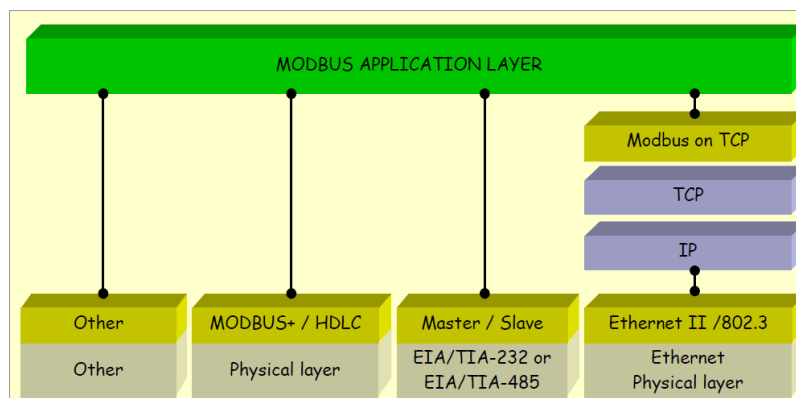 MODBUS APPLICATION LAYER
Modbus on TCP
TCP
IP
Other
MODBUS+ / HDLC
Master / Slave
Ethernet II /802.3
Other
Physical layer
EIA/TIA-232 or
EIA/TIA-485
Ethernet
Physical layer